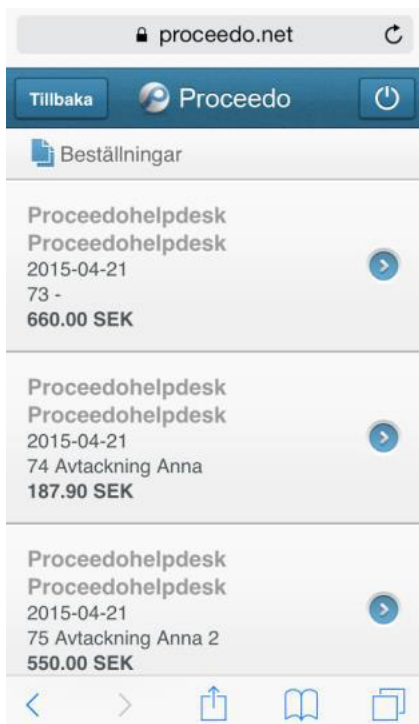 proceedo.net
Tillbaka Proceedo
Beställningar
Proceedohelpdesk
Proceedohelpdesk
2015-04-21
73 -
660.00 SEK
Proceedohelpdesk
Proceedohelpdesk
2015-04-21
74 Avtackning Anna
187.90 SEK
Proceedohelpdesk
Proceedohelpdesk
2015-04-21
75 Avtackning Anna 2
550.00 SEK